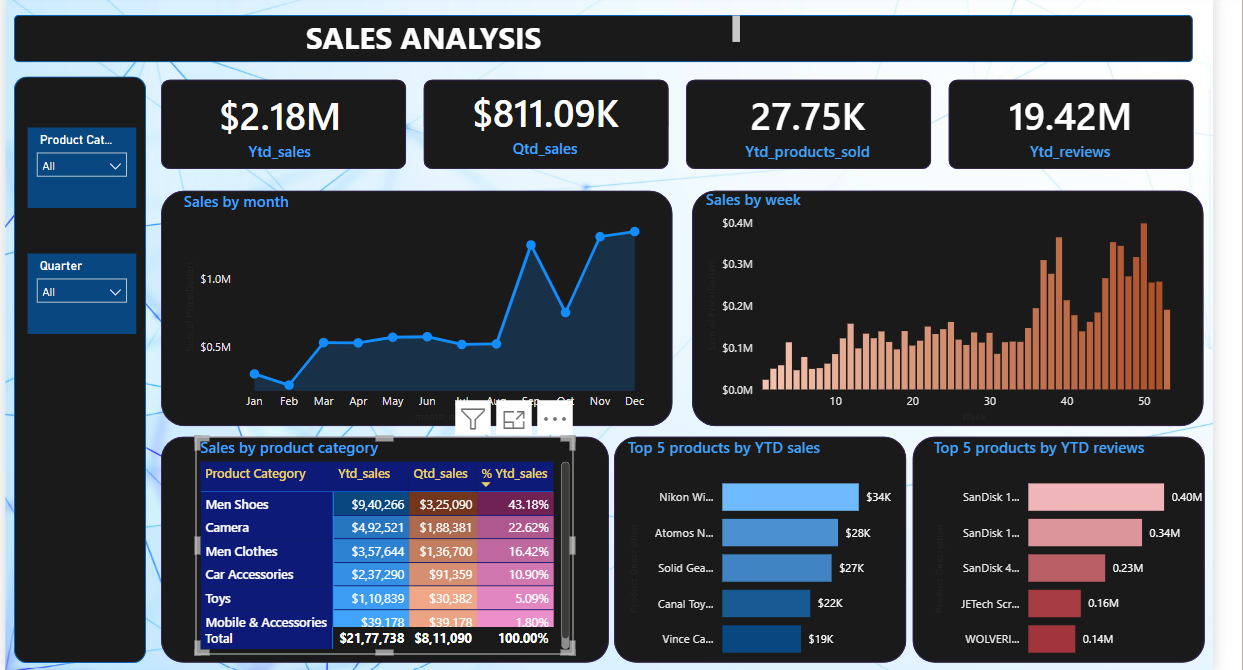 SALES ANALYSIS
Product Cat...
All
Quarter
All
$2.18M
Ytd_sales
$811.09K
Qtd_sales
27.75K
Ytd_products_sold
19.42M
Ytd_reviews
Sales by month
$1.0M
$0.5M
Jan Feb Mar Apr May Jun Jul Aug Sep Oct Nov Dec
Sales by week
$0.4M
$0.3M
$0.2M
$0.1M
$0.0M
10 20 30 40 50
Sales by product category
Product Category Ytd_sales Qtd_sales % Ytd_sales
Men Shoes $9,40,266 $3,25,090 43.18%
Camera $4,92,521 $1,88,381 22.62%
Men Clothes $3,57,644 $1,36,700 16.42%
Car Accessories $2,37,290 $91,359 10.90%
Toys $1,10,839 $30,382 5.09%
Mobile & Accessories $39,178 $39,178 1.80%
Total $21,77,738 $8,11,090 100.00%
Top 5 products by YTD sales
Nikon Wi... $34K
Atomos N... $28K
Solid Gea... $27K
Canal Toy... $22K
Vince Ca... $19K
Top 5 products by YTD reviews
SanDisk 1... 0.40M
SanDisk 1... 0.34M
SanDisk 4... 0.23M
JETech Scr... 0.16M
WOLVERI... 0.14M